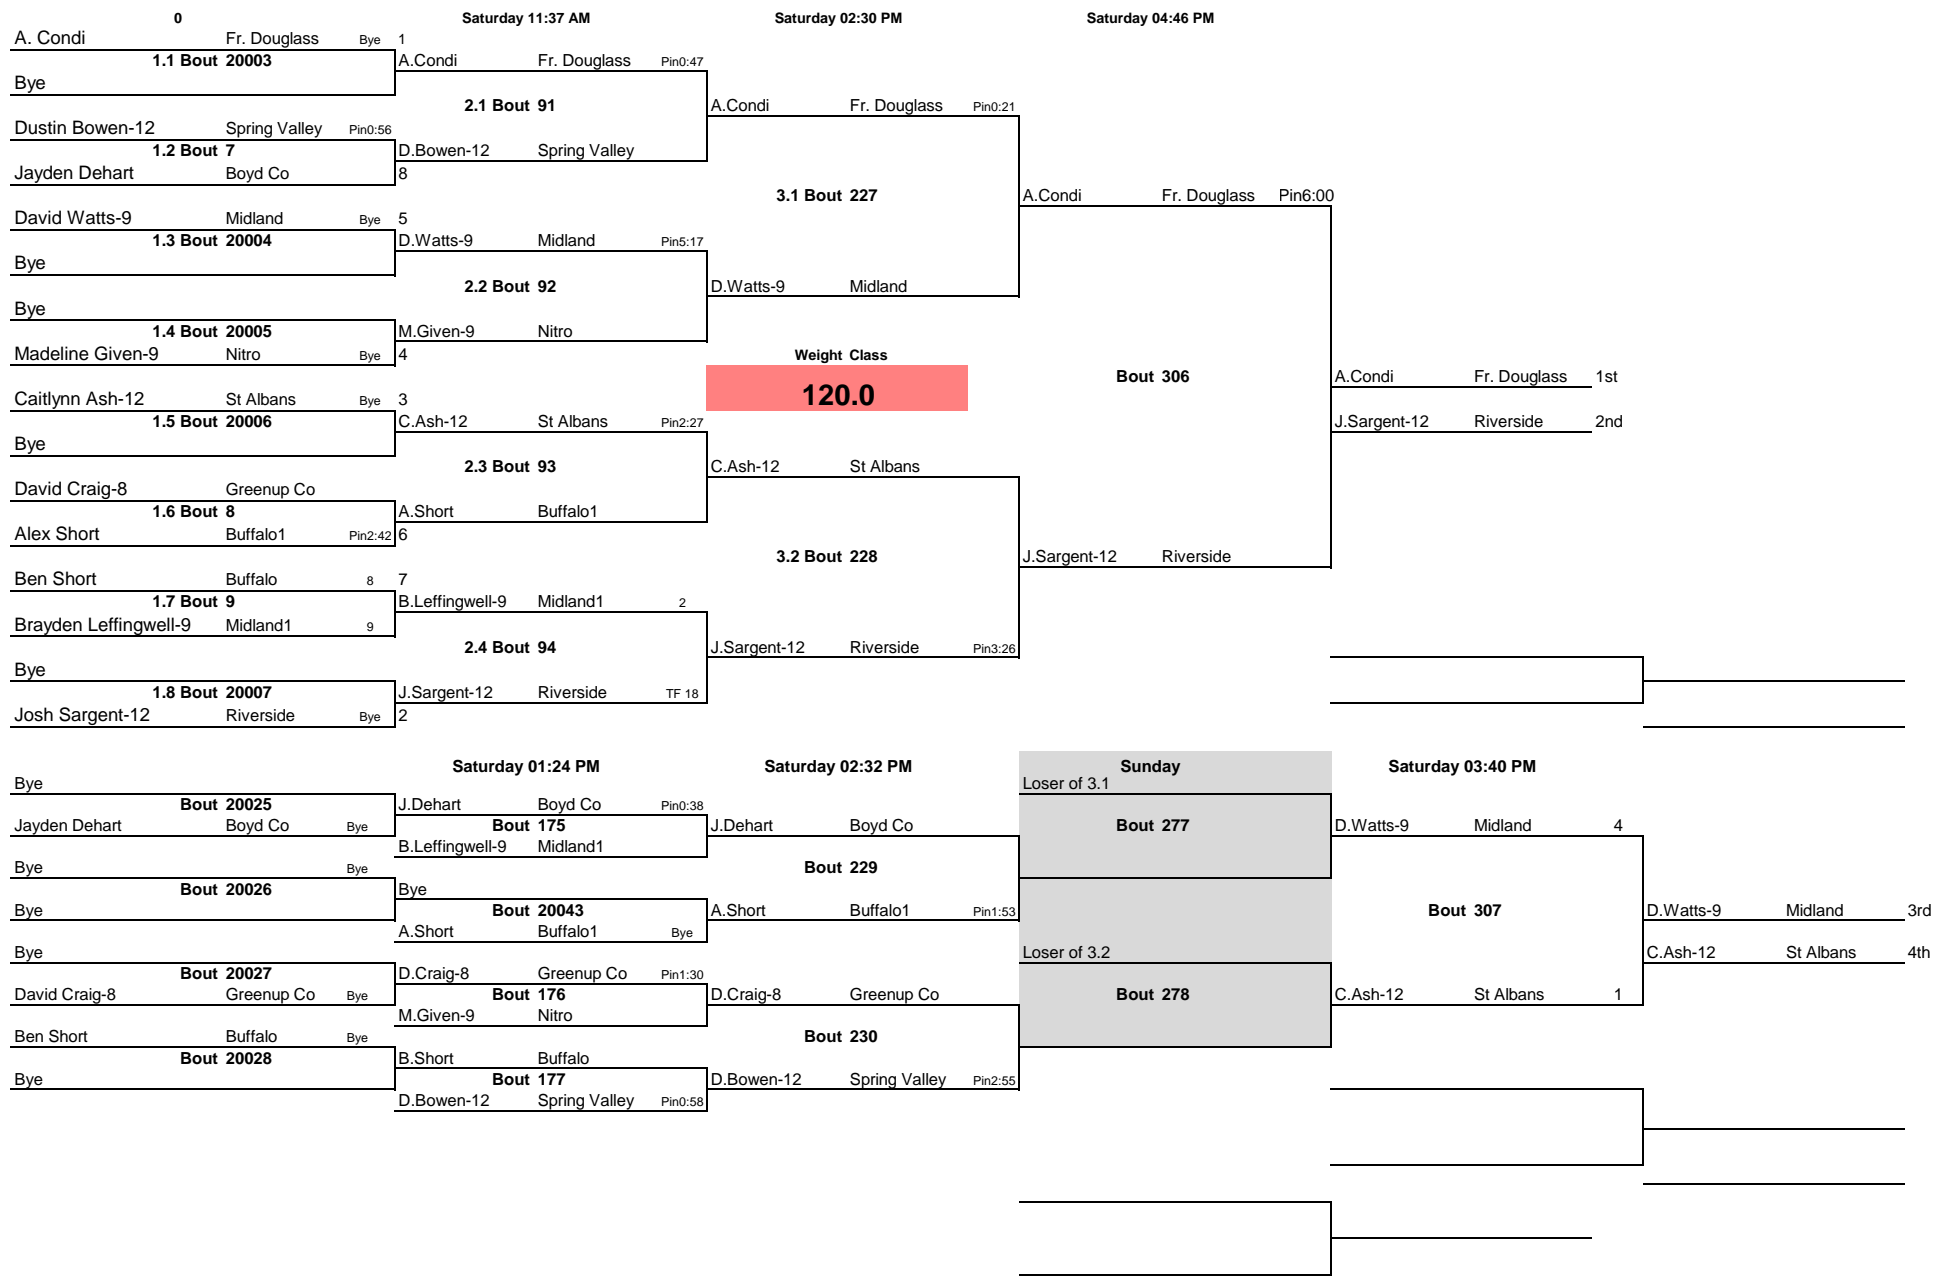 0 Saturday 11:37 AM Saturday 02:30 PM Saturday 04:46 PM
A. Condi Fr. Douglass Bye 1
1.1 Bout 20003 A.Condi Fr. Douglass Pin0:47
Bye
2.1 Bout 91 A.Condi Fr. Douglass Pin0:21
Dustin Bowen-12 Spring Valley Pin0:56
1.2 Bout 7 D.Bowen-12 Spring Valley
Jayden Dehart Boyd Co 8
3.1 Bout 227 A.Condi Fr. Douglass Pin6:00
David Watts-9 Midland Bye 5
1.3 Bout 20004 D.Watts-9 Midland Pin5:17
Bye
2.2 Bout 92 D.Watts-9 Midland
Bye
1.4 Bout 20005 M.Given-9 Nitro
Madeline Given-9 Nitro Bye 4 Weight Class
Bout 306 A.Condi Fr. Douglass 1st
Caitlynn Ash-12 St Albans Bye 3 120.0
1.5 Bout 20006 C.Ash-12 St Albans Pin2:27 J.Sargent-12 Riverside 2nd
Bye
2.3 Bout 93 C.Ash-12 St Albans
David Craig-8 Greenup Co
1.6 Bout 8 A.Short Buffalo1
Alex Short Buffalo1 Pin2:42 6
3.2 Bout 228 J.Sargent-12 Riverside
Ben Short Buffalo 8 7
1.7 Bout 9 B.Leffingwell-9 Midland1 2
Brayden Leffingwell-9 Midland1 9
2.4 Bout 94 J.Sargent-12 Riverside Pin3:26
Bye
1.8 Bout 20007 J.Sargent-12 Riverside TF 18
Josh Sargent-12 Riverside Bye 2
Saturday 01:24 PM Saturday 02:32 PM Sunday Saturday 03:40 PM
Bye Loser of 3.1
Bout 20025 J.Dehart Boyd Co Pin0:38
Jayden Dehart Boyd Co Bye Bout 175 J.Dehart Boyd Co Bout 277 D.Watts-9 Midland 4
B.Leffingwell-9 Midland1
Bye Bye Bout 229
Bout 20026 Bye
Bye Bout 20043 A.Short Buffalo1 Pin1:53 Bout 307 D.Watts-9 Midland 3rd
A.Short Buffalo1 Bye
Bye Loser of 3.2 C.Ash-12 St Albans 4th
Bout 20027 D.Craig-8 Greenup Co Pin1:30
David Craig-8 Greenup Co Bye Bout 176 D.Craig-8 Greenup Co Bout 278 C.Ash-12 St Albans 1
M.Given-9 Nitro
Ben Short Buffalo Bye Bout 230
Bout 20028 B.Short Buffalo
Bye Bout 177 D.Bowen-12 Spring Valley Pin2:55
D.Bowen-12 Spring Valley Pin0:58